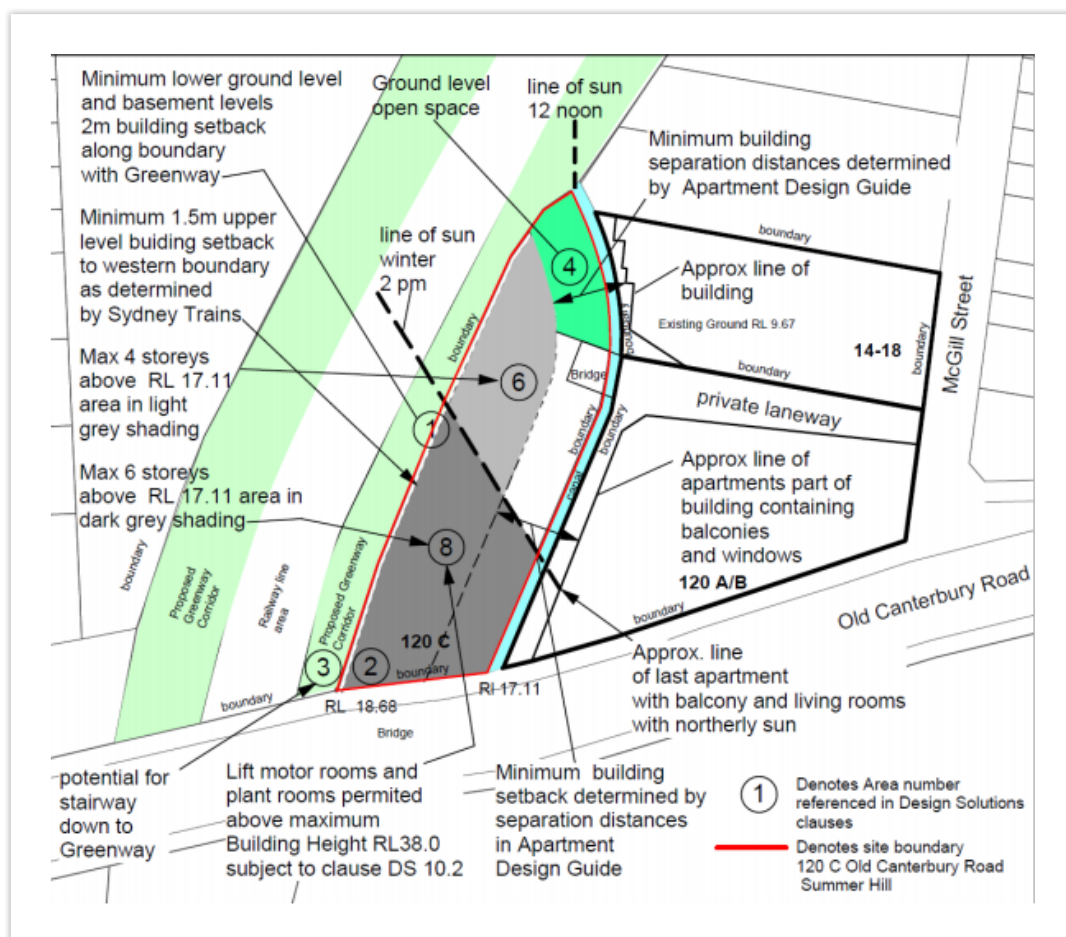 Minimum lower ground level
and basement levels
2m building setback
along boundary
with Greenway
Ground level
open space
line of sun
12 noon
Minimum building
separation distances determined
by Apartment Design Guide
Minimum 1.5m upper
level buiding setback
to western boundary
as determined
by Sydney Trains
line of sun
winter
2 pm
boundary
4
Approx line of
building
boundary
Existing Ground RL 9.67
14-18
boundary
McGill Street
boundary
boundary
Max 4 storeys
above RL 17.11
area in light
grey shading
6
Bridge
private laneway
1
boundary
boundary
canal
Max 6 storeys
above RL 17.11 area in
dark grey shading
8
Approx line of
apartments part of
building containing
balconies
and windows
120 A/B
boundary
Old Canterbury Road
boundary
Proposed
Greenway
Corridor
Railway line
area
Proposed Greenway
Corridor
120 C
boundary
3
2
boundary
RL 18.68
Rl 17.11
Bridge
Approx. line
of last apartment
with balcony and living rooms
with northerly sun
potential for
stairway
down to
Greenway
Lift motor rooms and
plant rooms permited
above maximum
Building Height RL38.0
subject to clause DS 10.2
Minimum building
setback determined by
separation distances
in Apartment
Design Guide
1
Denotes Area number
referenced in Design Solutions
clauses
Denotes site boundary
120 C Old Canterbury Road
Summer Hill